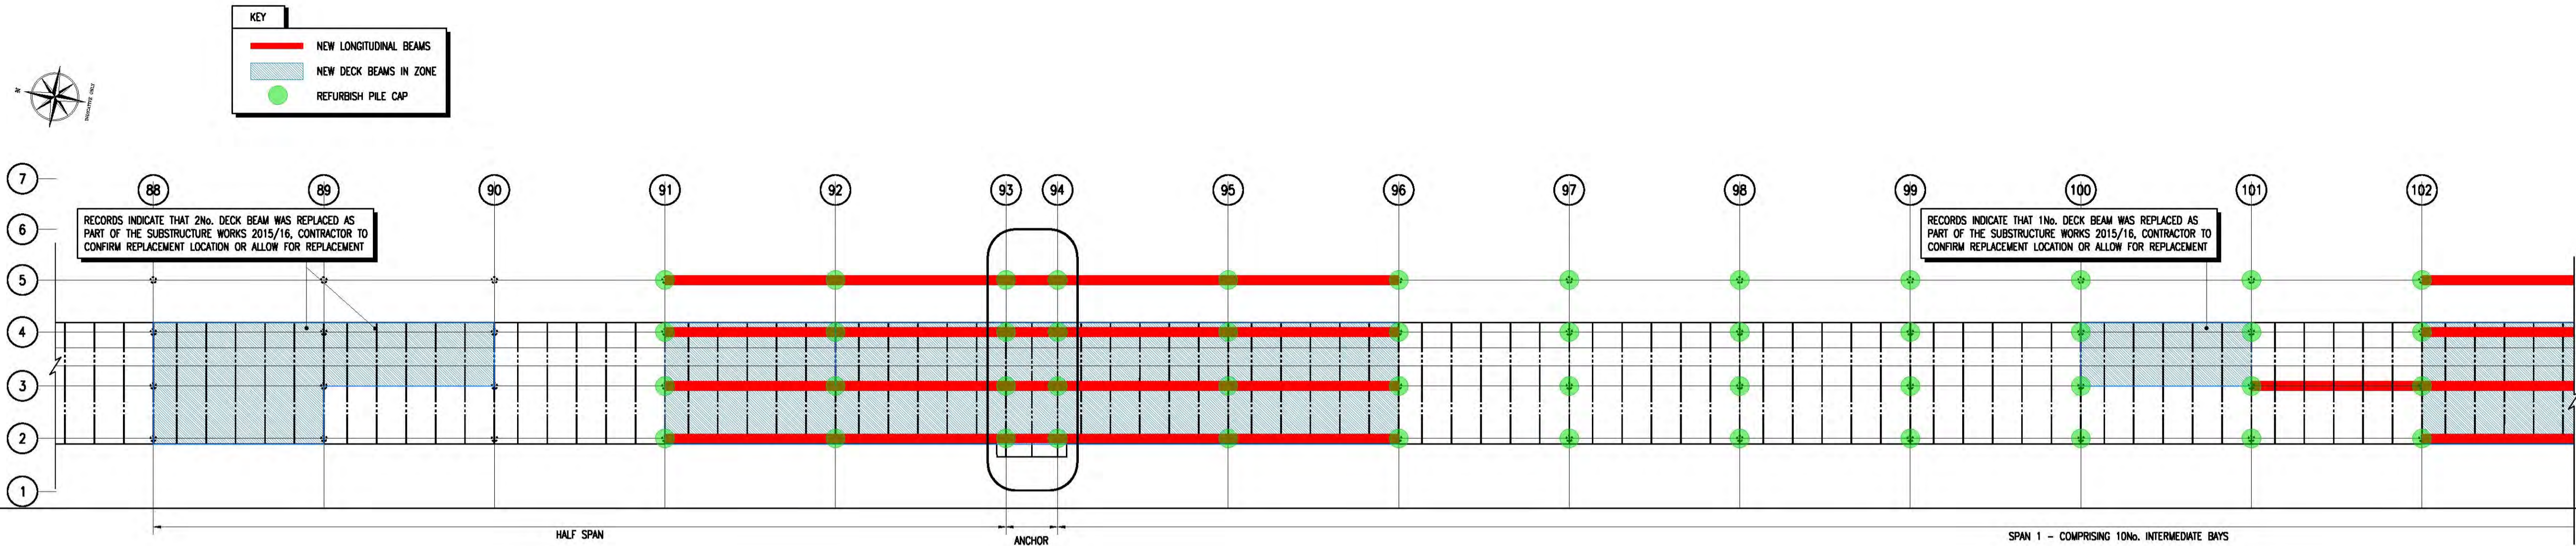 KEY
NEW LONGITUDINAL BEAMS
NEW DECK BEAMS IN ZONE
REFURBISH PILE CAP
N
INDICATIVE ONLY
7
88
89
90
91
92
93
94
95
96
97
98
99
100
101
102
RECORDS INDICATE THAT 2No. DECK BEAM WAS REPLACED AS
PART OF THE SUBSTRUCTURE WORKS 2015/16, CONTRACTOR TO
CONFIRM REPLACEMENT LOCATION OR ALLOW FOR REPLACEMENT
RECORDS INDICATE THAT 1No. DECK BEAM WAS REPLACED AS
PART OF THE SUBSTRUCTURE WORKS 2015/16, CONTRACTOR TO
CONFIRM REPLACEMENT LOCATION OR ALLOW FOR REPLACEMENT
6
5
4
3
2
1
HALF SPAN
ANCHOR
SPAN 1 - COMPRISING 10No. INTERMEDIATE BAYS